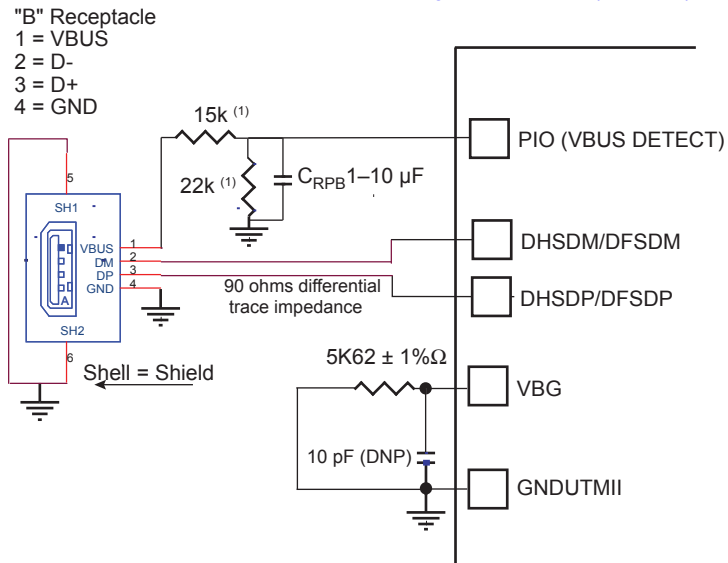 "B" Receptacle
1 = VBUS
2 = D-
3 = D+
4 = GND
15k (1)
22k (1)
CRPB 1–10 µF
PIO (VBUS DETECT)
5
SH1
VBUS
1
DM
2
DP
3
GND
4
A
SH2
6
DHSDM/DFSDM
90 ohms differential
trace impedance
DHSDP/DFSDP
Shell = Shield
5K62 ± 1%Ω
VBG
10 pF (DNP)
GNDUTMII